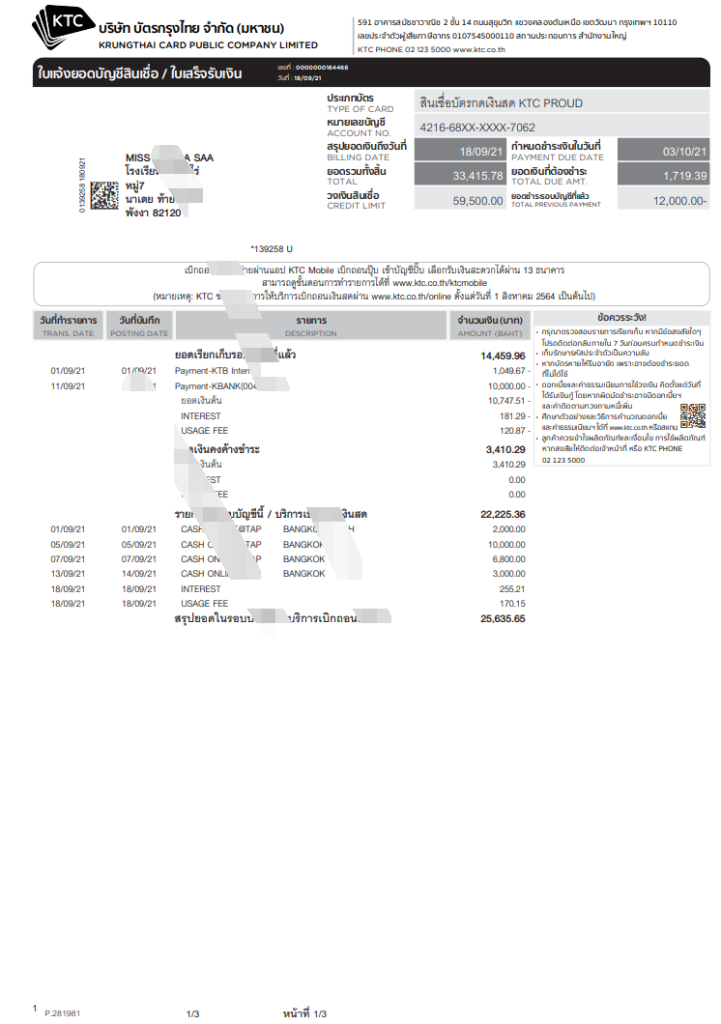 KTC
บริษัท บัตรกรุงไทย จำกัด (มหาชน)
KRUNGTHAI CARD PUBLIC COMPANY LIMITED
591 อาคารสมัชชาวาณิช 2 ชั้น 14 ถนนสุขุมวิท แขวงคลองตันเหนือ เขตวัฒนา กรุงเทพฯ 10110
เลขประจำตัวผู้เสียภาษีอากร 0107545000110 สถานประกอบการ สำนักงานใหญ่
KTC PHONE 02 123 5000 www.ktc.co.th
ใบแจ้งยอดบัญชีสินเชื่อ / ใบเสร็จรับเงิน
เลขที่ : 0000000164466
วันที่ : 18/09/21
ประเภทบัตร
TYPE OF CARD
สินเชื่อบัตรกดเงินสด KTC PROUD
หมายเลขบัญชี
ACCOUNT NO.
4216-68XX-XXXX-7062
สรุปยอดเงินถึงวันที่
BILLING DATE
18/09/21
กำหนดชำระเงินในวันที่
PAYMENT DUE DATE
03/10/21
ยอดรวมทั้งสิ้น
TOTAL
33,415.78
ยอดเงินที่ต้องชำระ
TOTAL DUE AMT.
1,719.39
วงเงินสินเชื่อ
CREDIT LIMIT
59,500.00
ยอดชำระรอบบัญชีที่แล้ว
TOTAL PREVIOUS PAYMENT
12,000.00-
0139258 180921
MISS A SAA
หมู่7
นาเตย ท้าย
พังงา 82120
*139258 U
ผ่านแอป KTC Mobile เบิกถอนปุ๊บ เข้าบัญชีปั๊บ เลือกรับเงินสะดวกได้ผ่าน 13 ธนาคาร
สามารถดูขั้นตอนการทำรายการได้ที่ www.ktc.co.th/ktcmobile
(หมายเหตุ: KTC การให้บริการเบิกถอนเงินสดผ่าน www.ktc.co.th/online ตั้งแต่วันที่ 1 สิงหาคม 2564 เป็นต้นไป)
วันที่ทำรายการ วันที่บันทึก รายการ จำนวนเงิน (บาท)
TRANS. DATE POSTING DATE DESCRIPTION AMOUNT (BAHT)
ยอดเรียกเก็บรอบ ที่แล้ว 14,459.96
01/09/21 01/09/21 Payment-KTB Inter 1,049.67 -
11/09/21 Payment-KBANK(004 10,000.00 -
ยอดเงินต้น 10,747.51 -
INTEREST 181.29 -
USAGE FEE 120.87 -
เงินคงค้างชำระ 3,410.29
เงินต้น 3,410.29
EST 0.00
EE 0.00
บัญชีนี้ / บริการ เงินสด 22,225.36
01/09/21 01/09/21 CASH @TAP BANGKO H 2,000.00
05/09/21 05/09/21 CASH TAP BANGKOK 10,000.00
07/09/21 07/09/21 CASH ON AP BANGKOK 6,800.00
13/09/21 14/09/21 CASH ONLI BANGKOK 3,000.00
18/09/21 18/09/21 INTEREST 255.21
18/09/21 18/09/21 USAGE FEE 170.15
สรุปยอดในรอบบ บริการเบิกถอน 25,635.65
ข้อควรระวัง!
• กรุณาตรวจสอบรายการเรียกเก็บ หากมีข้อสงสัยใดๆ
โปรดติดต่อกลับภายใน 7 วันก่อนครบกำหนดชำระเงิน
• เก็บรักษารหัสประจำตัวเป็นความลับ
• หากบัตรหายให้รีบอายัด เพราะอาจต้องชำระยอด
ที่ไม่ได้ใช้
• ดอกเบี้ยและค่าธรรมเนียมการใช้วงเงิน คิดตั้งแต่วันที่
ได้รับเงินกู้ โดยหากผิดนัดชำระอาจมีดอกเบี้ยฯ
และค่าติดตามทวงถามหนี้เพิ่ม
• ศึกษาตัวอย่างและวิธีการคำนวณดอกเบี้ย
และค่าธรรมเนียมฯ ได้ที่ www.ktc.co.th หรือสแกน
• ลูกค้าควรเข้าใจผลิตภัณฑ์และเงื่อนไข การใช้ผลิตภัณฑ์
หากสงสัยให้ติดต่อเจ้าหน้าที่ หรือ KTC PHONE
02 123 5000
1 P.281981 1/3 หน้าที่ 1/3